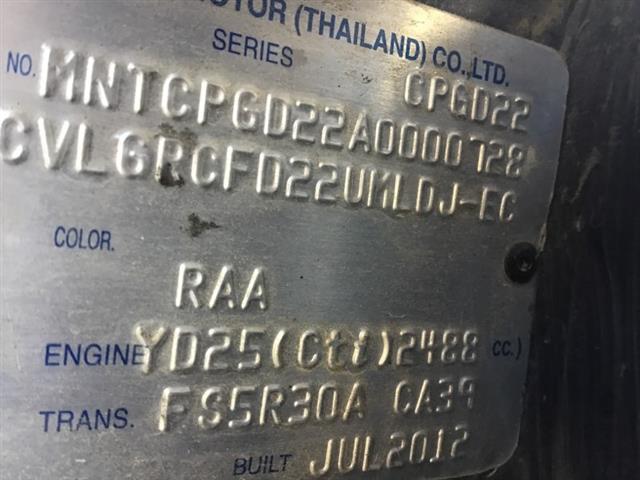 MOTOR (THAILAND) CO.,LTD.
SERIES CPGD22
NO. MNTCPGD22A0000728
CVLGRCFD22UMLDJ-EC
COLOR.
RAA
ENGINE YD25(Cti)2488 CC.)
TRANS. FS5R30A CA39
BUILT JUL2012